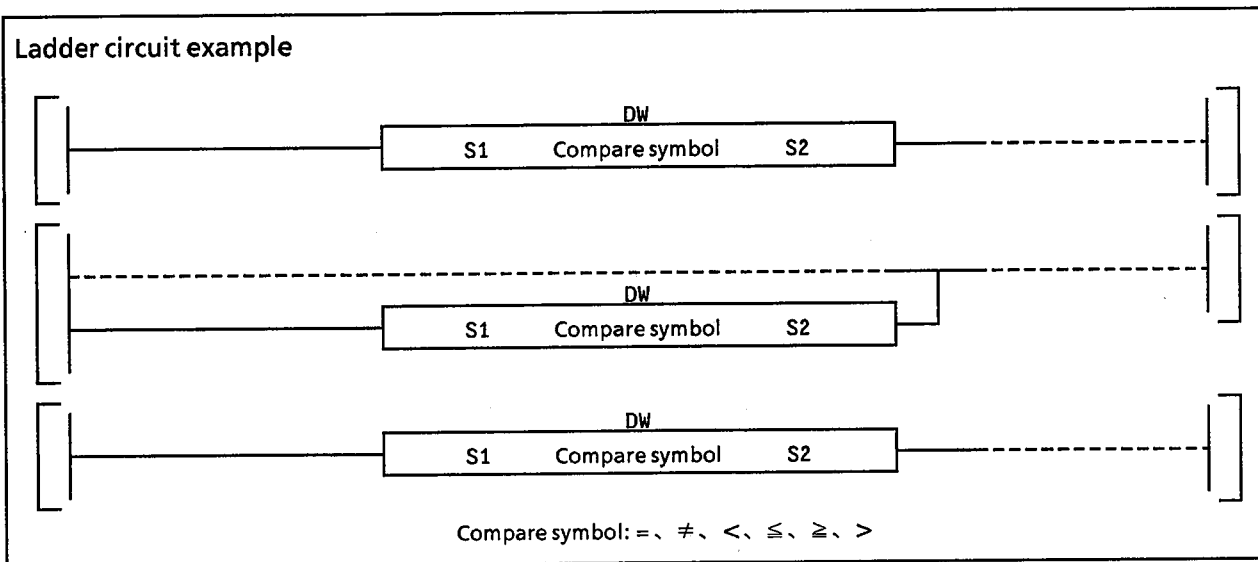 Ladder circuit example
DW
S1 Compare symbol S2
DW
S1 Compare symbol S2
DW
S1 Compare symbol S2
Compare symbol: =、≠、<、≦、≧、>